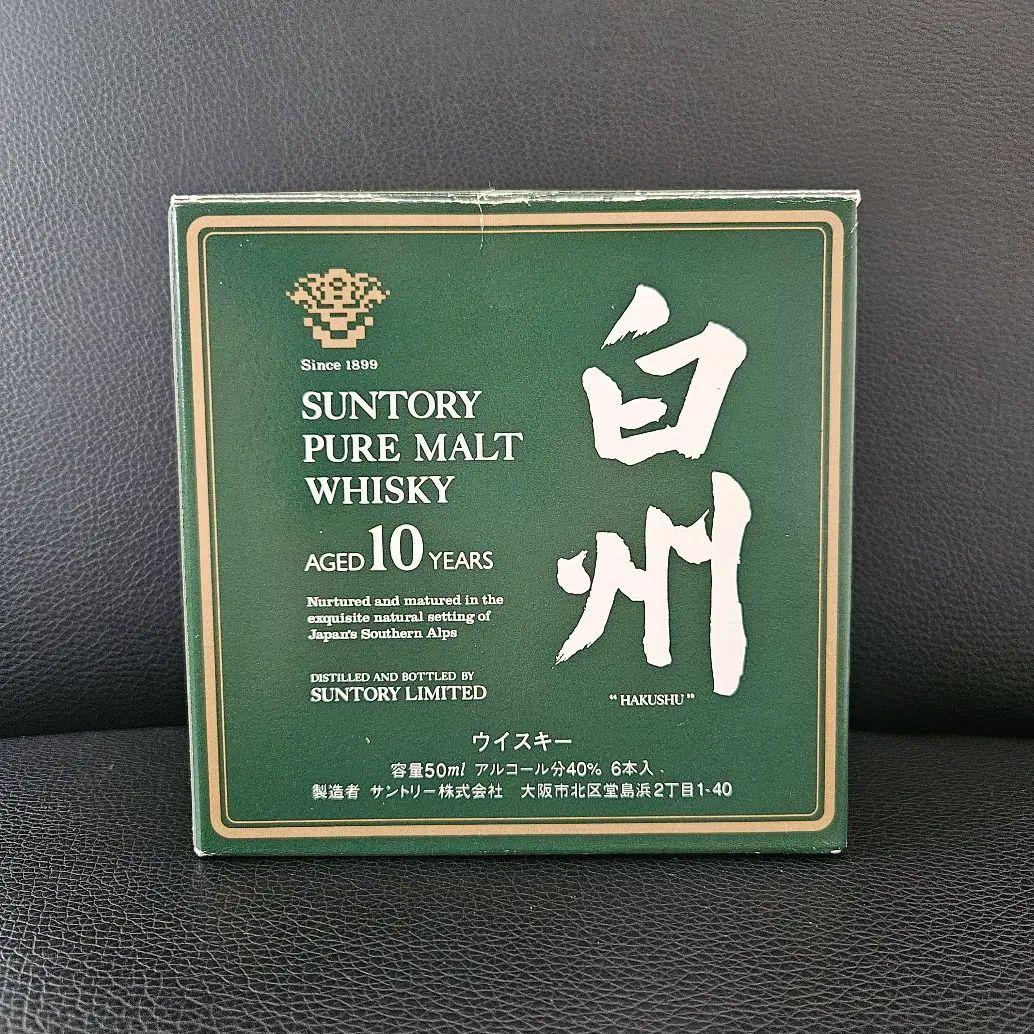 Since 1899
SUNTORY
PURE MALT
WHISKY
AGED 10 YEARS
Nurtured and matured in the
exquisite natural setting of
Japan's Southern Alps
DISTILLED AND BOTTLED BY
SUNTORY LIMITED
白州
“HAKUSHU”
ウイスキー
容量50ml アルコール分40% 6本入
製造者 サントリー株式会社 大阪市北区堂島浜2丁目1-40